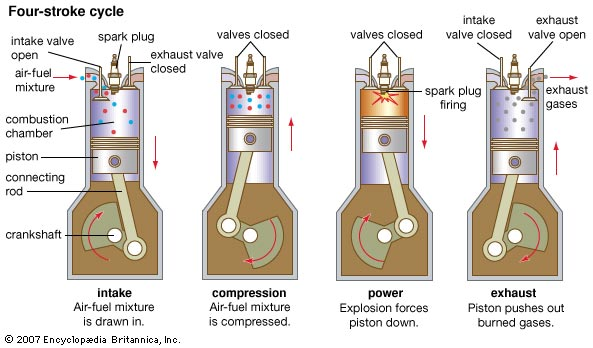 Four-stroke cycle
intake valve
open
air-fuel
mixture
combustion
chamber
piston
connecting
rod
crankshaft
spark plug
exhaust valve
closed
intake
Air-fuel mixture
is drawn in.
valves closed
compression
Air-fuel mixture
is compressed.
valves closed
spark plug
firing
power
Explosion forces
piston down.
intake
valve closed
exhaust
valve open
exhaust
gases
exhaust
Piston pushes out
burned gases.
© 2007 Encyclopædia Britannica, Inc.